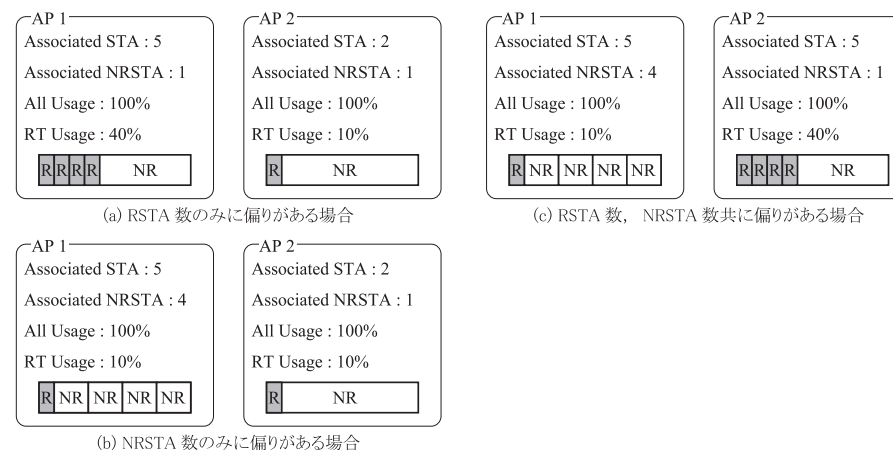 AP 1
Associated STA : 5
Associated NRSTA : 1
All Usage : 100%
RT Usage : 40%
R R R R NR
AP 2
Associated STA : 2
Associated NRSTA : 1
All Usage : 100%
RT Usage : 10%
R NR
(a) RSTA 数のみに偏りがある場合
AP 1
Associated STA : 5
Associated NRSTA : 4
All Usage : 100%
RT Usage : 10%
R NR NR NR NR
AP 2
Associated STA : 5
Associated NRSTA : 1
All Usage : 100%
RT Usage : 40%
R R R R NR
(c) RSTA 数, NRSTA 数共に偏りがある場合
AP 1
Associated STA : 5
Associated NRSTA : 4
All Usage : 100%
RT Usage : 10%
R NR NR NR NR
AP 2
Associated STA : 2
Associated NRSTA : 1
All Usage : 100%
RT Usage : 10%
R NR
(b) NRSTA 数のみに偏りがある場合